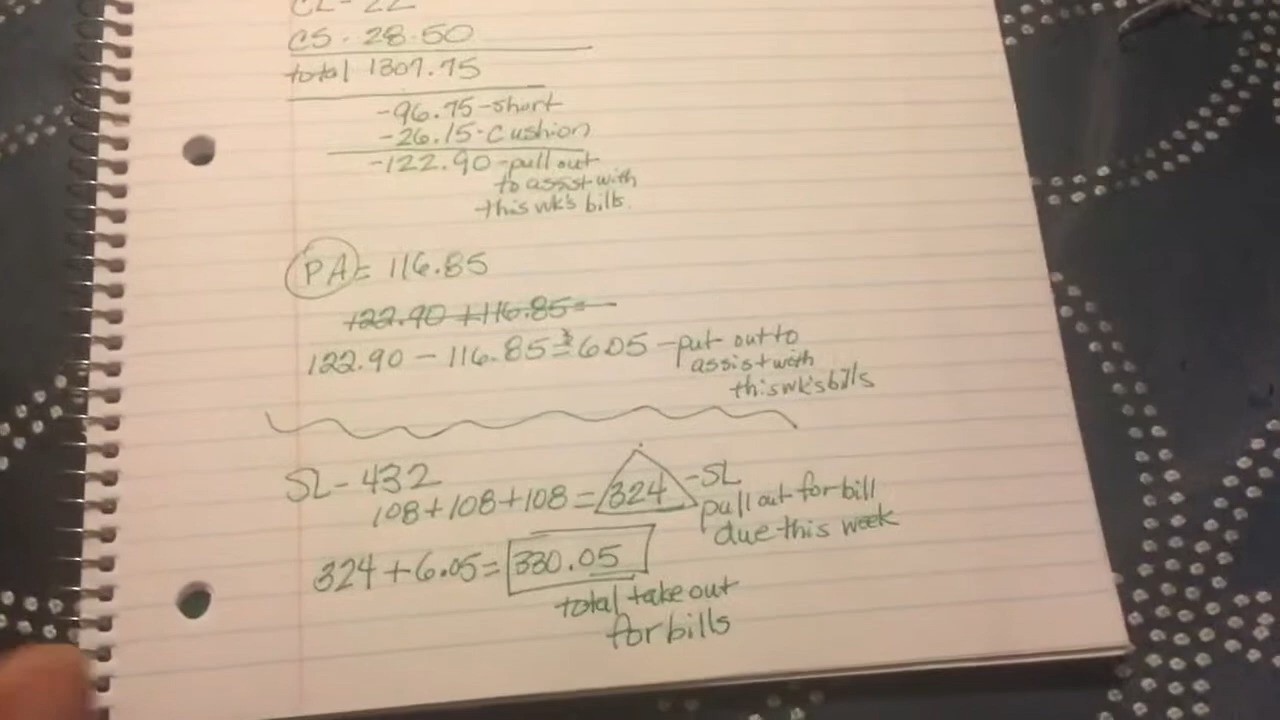 CL - 22
CS - 28.50
total 1307.75
-96.75 - short
-26.15 - Cushion
-122.90 - pull out
to assist with
this wk's bills.
PA = 116.85
122.90 + 116.85 =
122.90 - 116.85 = $6.05 - put out to
assist with
this wk's bills
SL - 432
108 + 108 + 108 = 324 - SL
pull out for bill
due this week
324 + 6.05 = 330.05
total take out
for bills